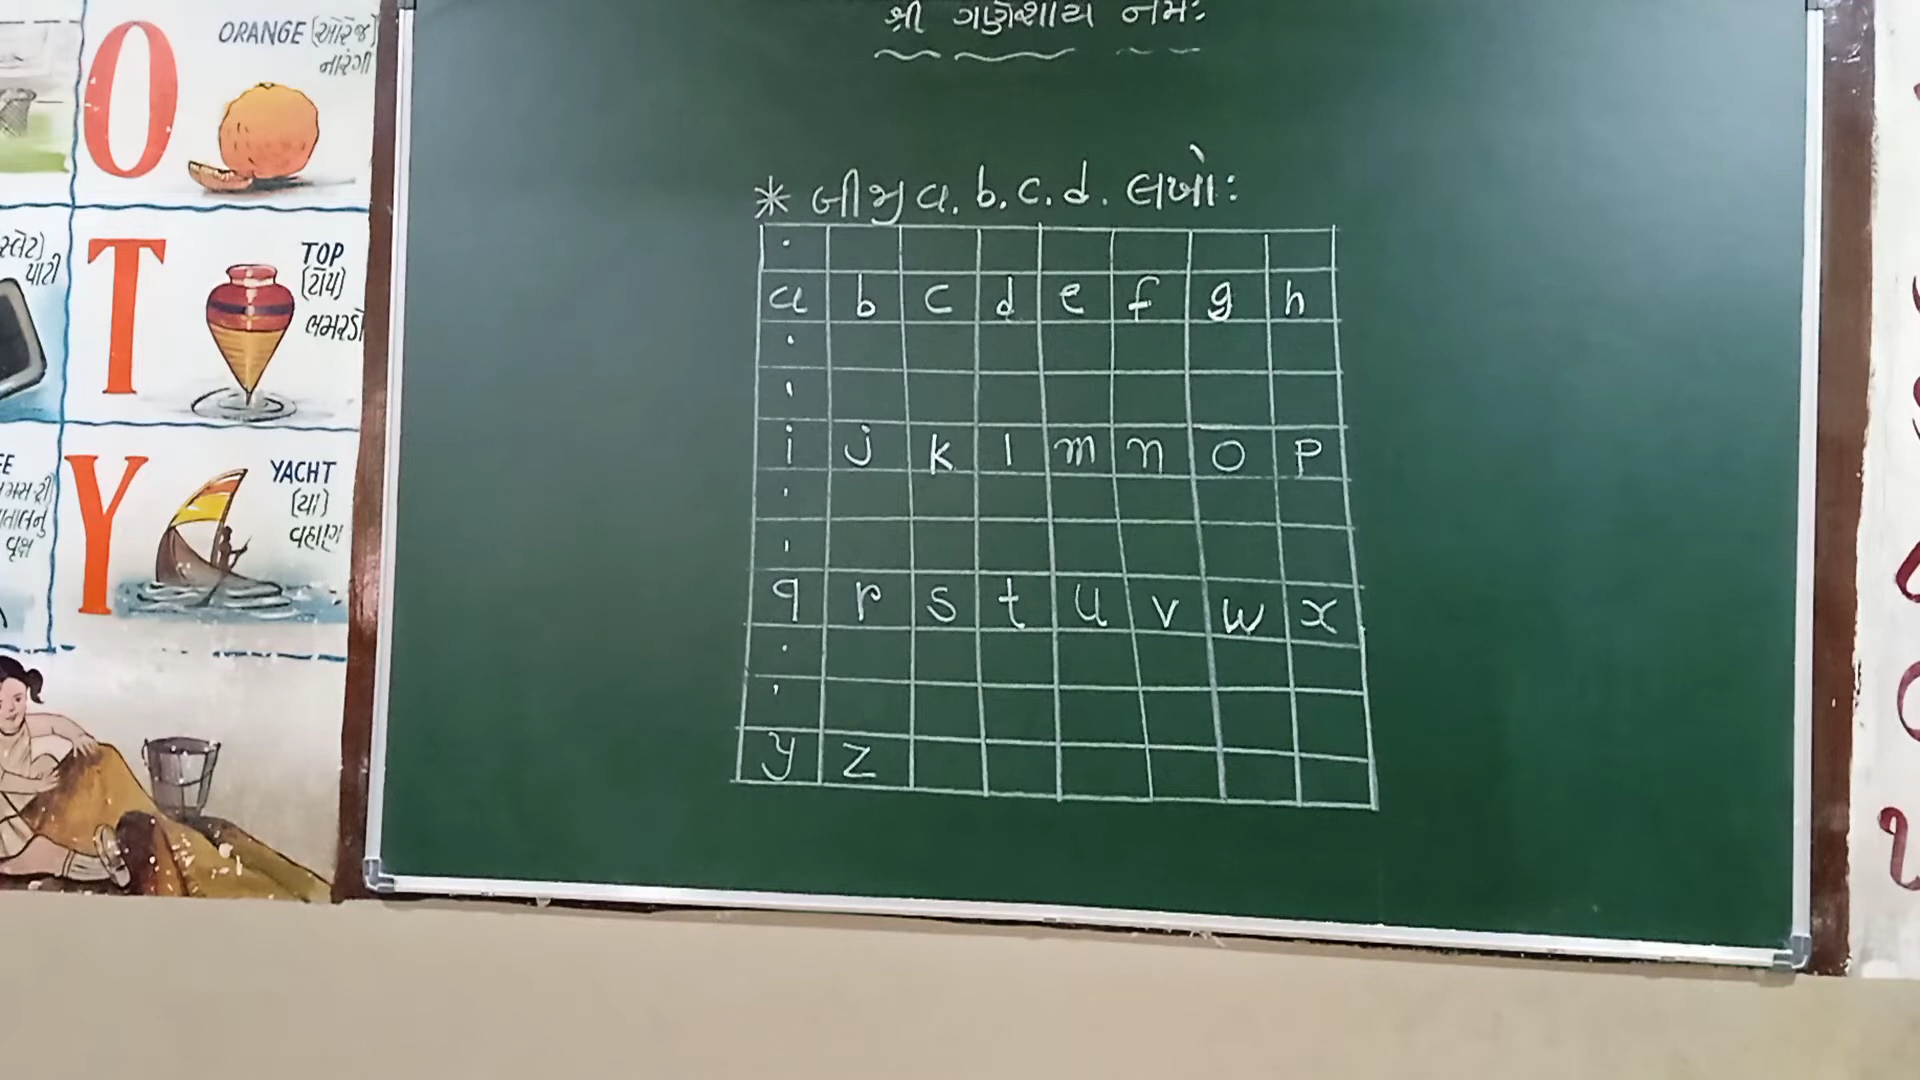 શ્રી ગણેશાય નમઃ
* બીજી a. b. c. d. લખો:
a b c d e f g h
i j k l m n o p
q r s t u v w x
y z
O
ORANGE (ઓરેંજ)
નારંગી
સ્લેટ)
પાટી
T
TOP
(ટૉપ)
ભમરડો
વૃક્ષ
Y
YACHT
(યા)
વહાણ